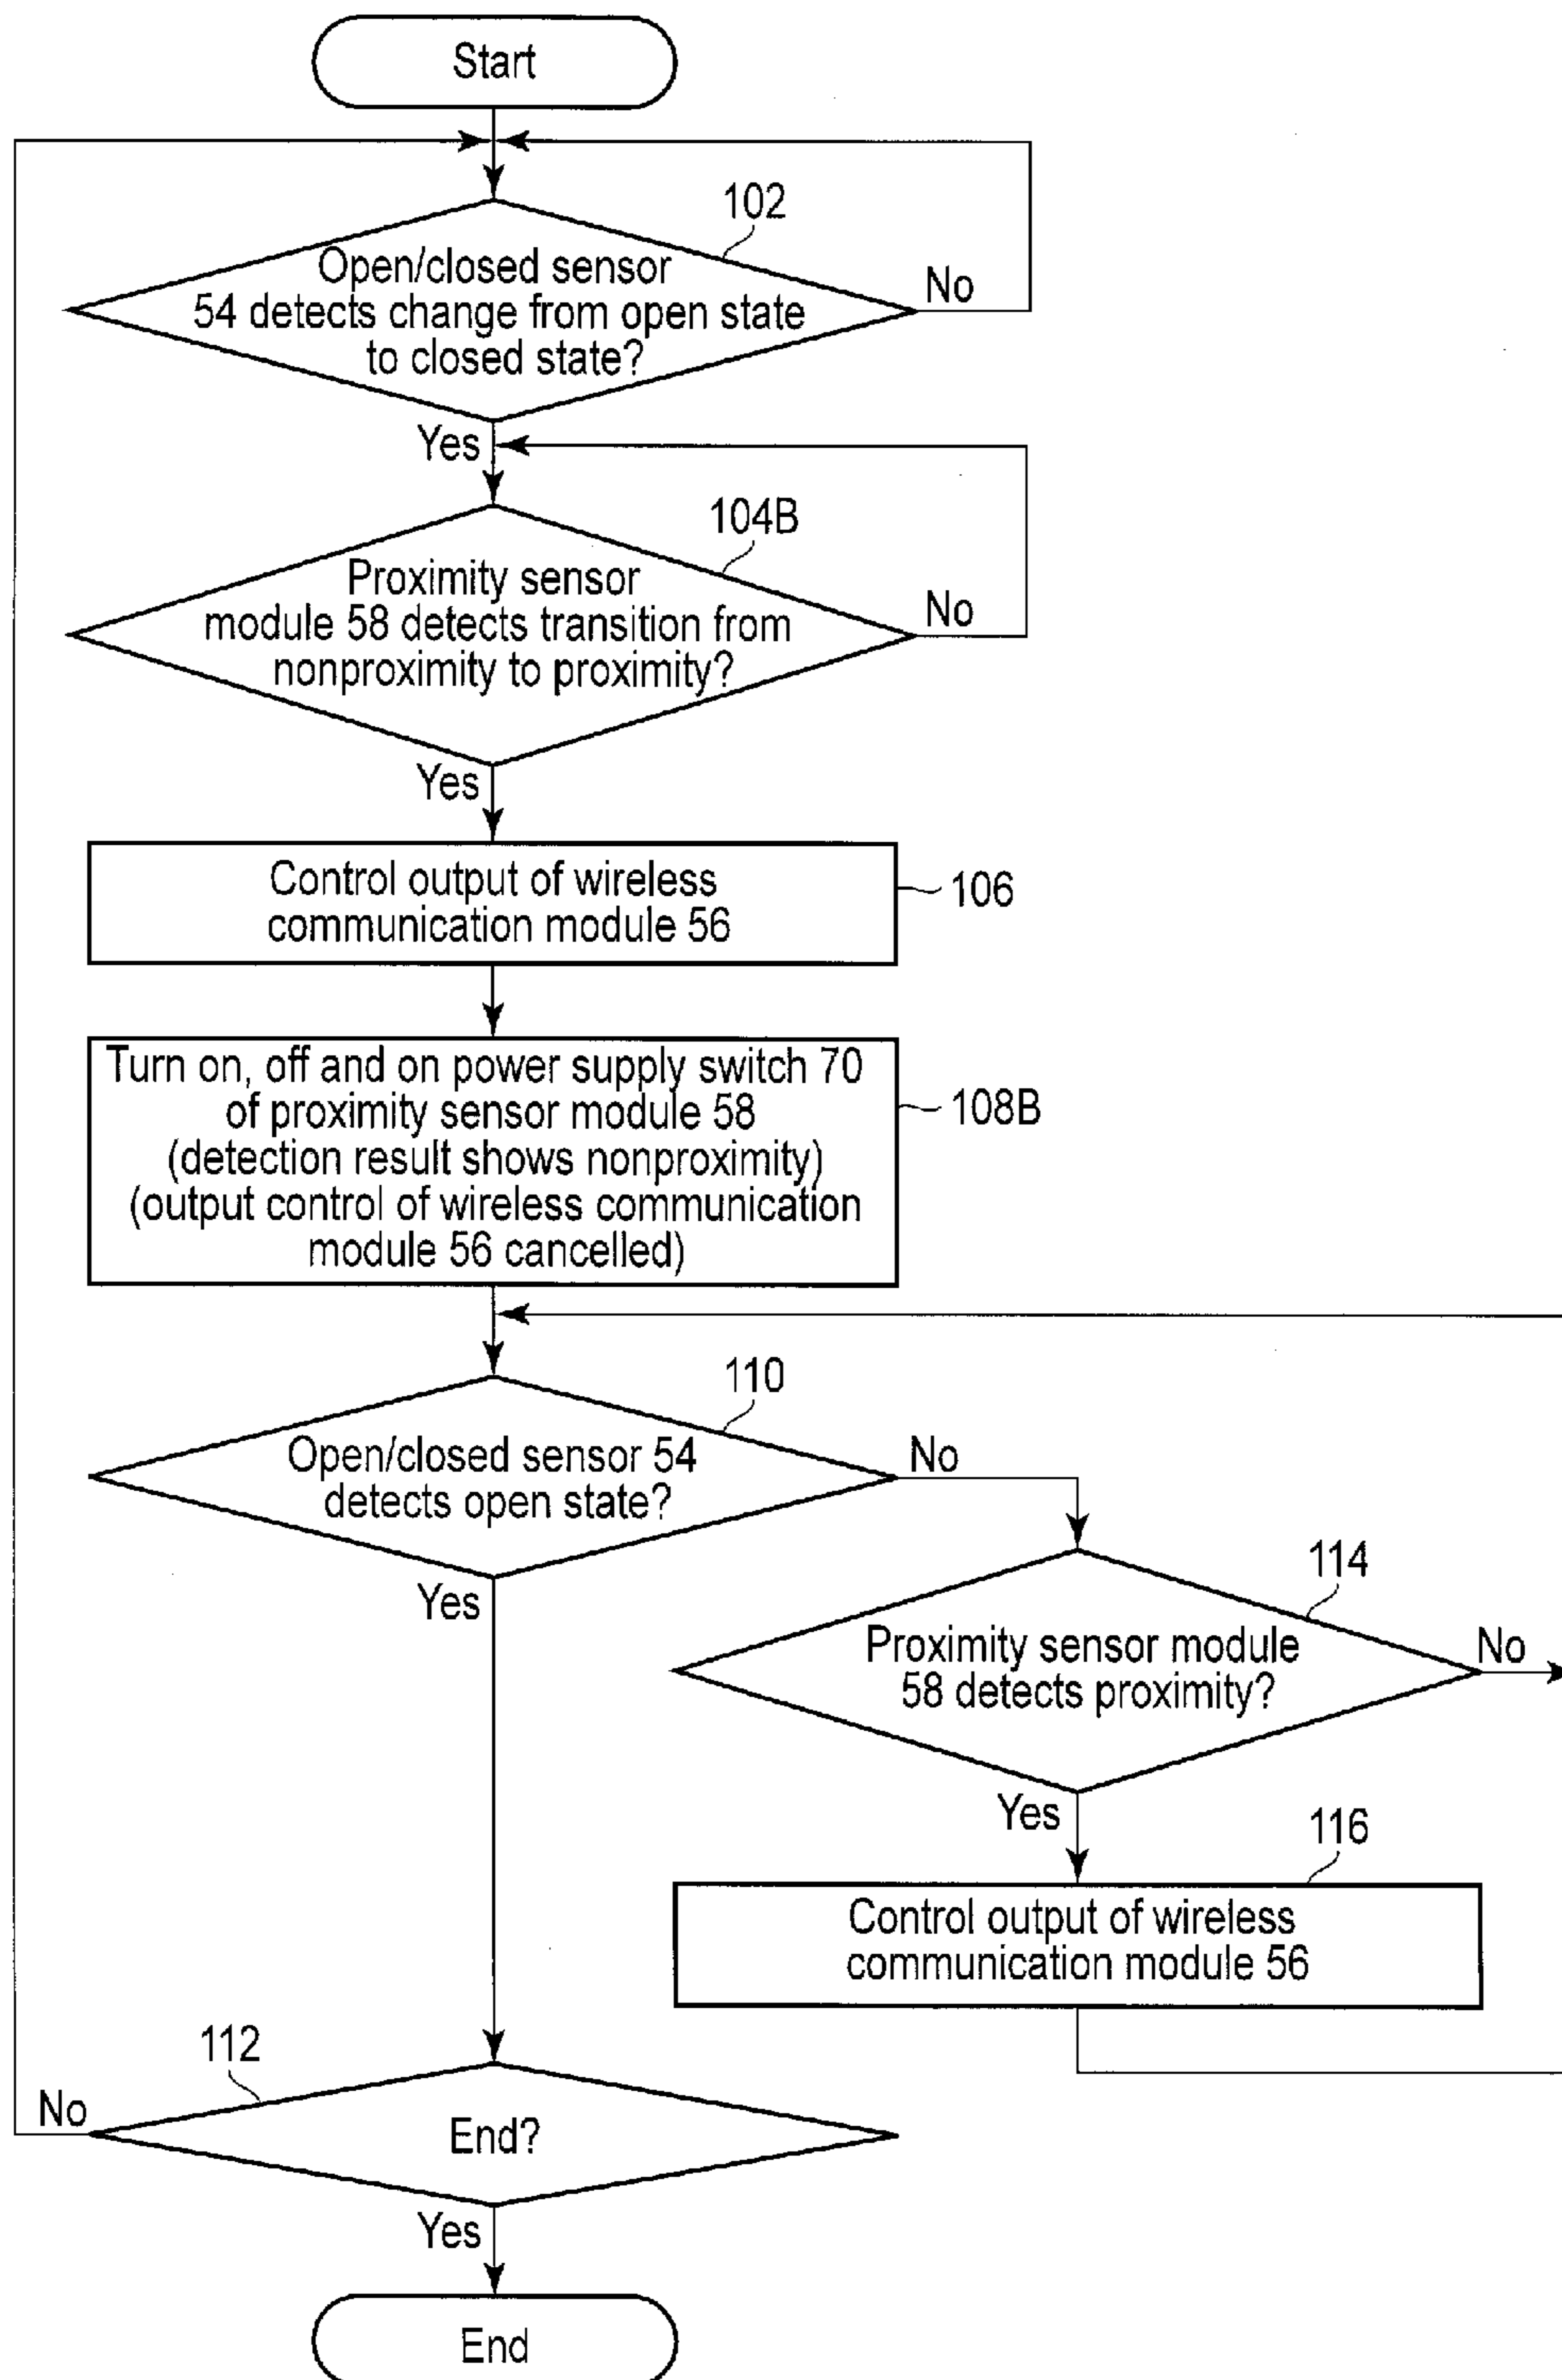 Start
102
Open/closed sensor
54 detects change from open state
to closed state?
No
Yes
104B
Proximity sensor
module 58 detects transition from
nonproximity to proximity?
No
Yes
Control output of wireless
communication module 56
106
Turn on, off and on power supply switch 70
of proximity sensor module 58
(detection result shows nonproximity)
(output control of wireless communication
module 56 cancelled)
108B
110
Open/closed sensor 54
detects open state?
No
Yes
114
Proximity sensor module
58 detects proximity?
No
Yes
116
Control output of wireless
communication module 56
112
No
End?
Yes
End